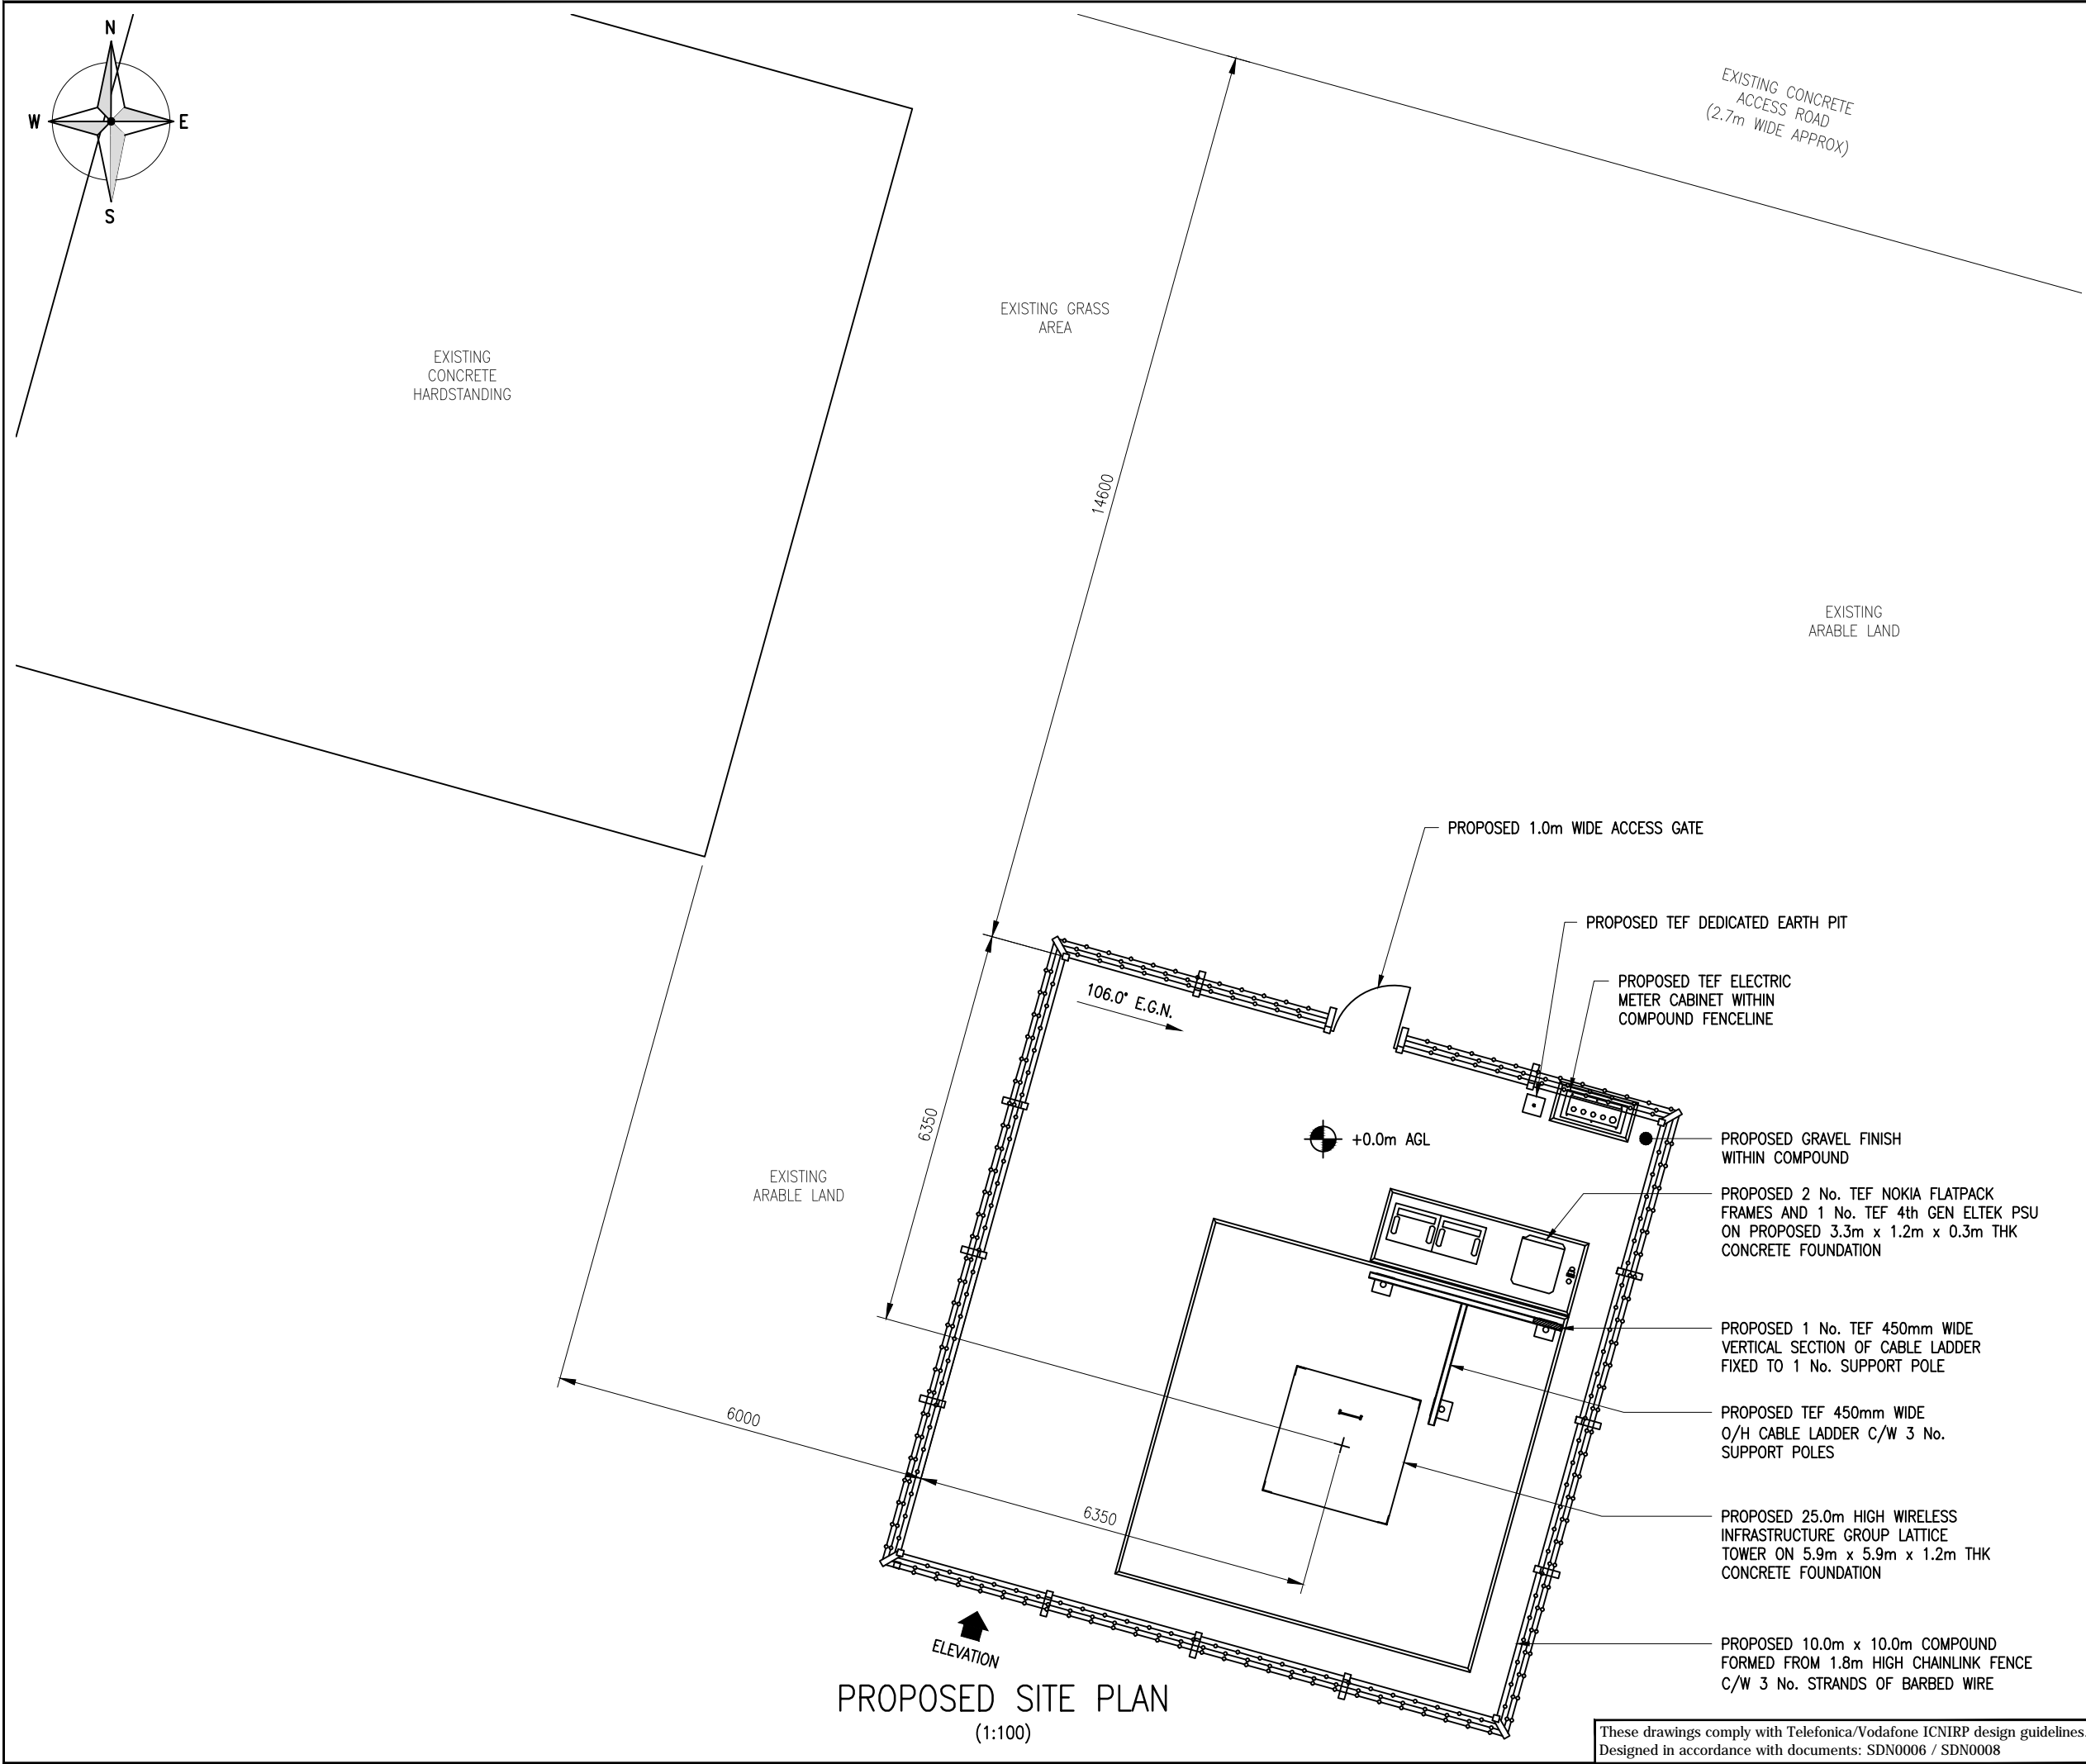 N
W
E
S
EXISTING CONCRETE
ACCESS ROAD
(2.7m WIDE APPROX)
EXISTING GRASS
AREA
EXISTING
CONCRETE
HARDSTANDING
14600
EXISTING
ARABLE LAND
PROPOSED 1.0m WIDE ACCESS GATE
PROPOSED TEF DEDICATED EARTH PIT
PROPOSED TEF ELECTRIC
METER CABINET WITHIN
COMPOUND FENCELINE
106.0° E.G.N.
6350
+0.0m AGL
PROPOSED GRAVEL FINISH
WITHIN COMPOUND
EXISTING
ARABLE LAND
PROPOSED 2 No. TEF NOKIA FLATPACK
FRAMES AND 1 No. TEF 4th GEN ELTEK PSU
ON PROPOSED 3.3m x 1.2m x 0.3m THK
CONCRETE FOUNDATION
PROPOSED 1 No. TEF 450mm WIDE
VERTICAL SECTION OF CABLE LADDER
FIXED TO 1 No. SUPPORT POLE
6000
PROPOSED TEF 450mm WIDE
O/H CABLE LADDER C/W 3 No.
SUPPORT POLES
6350
PROPOSED 25.0m HIGH WIRELESS
INFRASTRUCTURE GROUP LATTICE
TOWER ON 5.9m x 5.9m x 1.2m THK
CONCRETE FOUNDATION
ELEVATION
PROPOSED 10.0m x 10.0m COMPOUND
FORMED FROM 1.8m HIGH CHAINLINK FENCE
C/W 3 No. STRANDS OF BARBED WIRE
PROPOSED SITE PLAN
(1:100)
These drawings comply with Telefonica/Vodafone ICNIRP design guidelines.
Designed in accordance with documents: SDN0006 / SDN0008